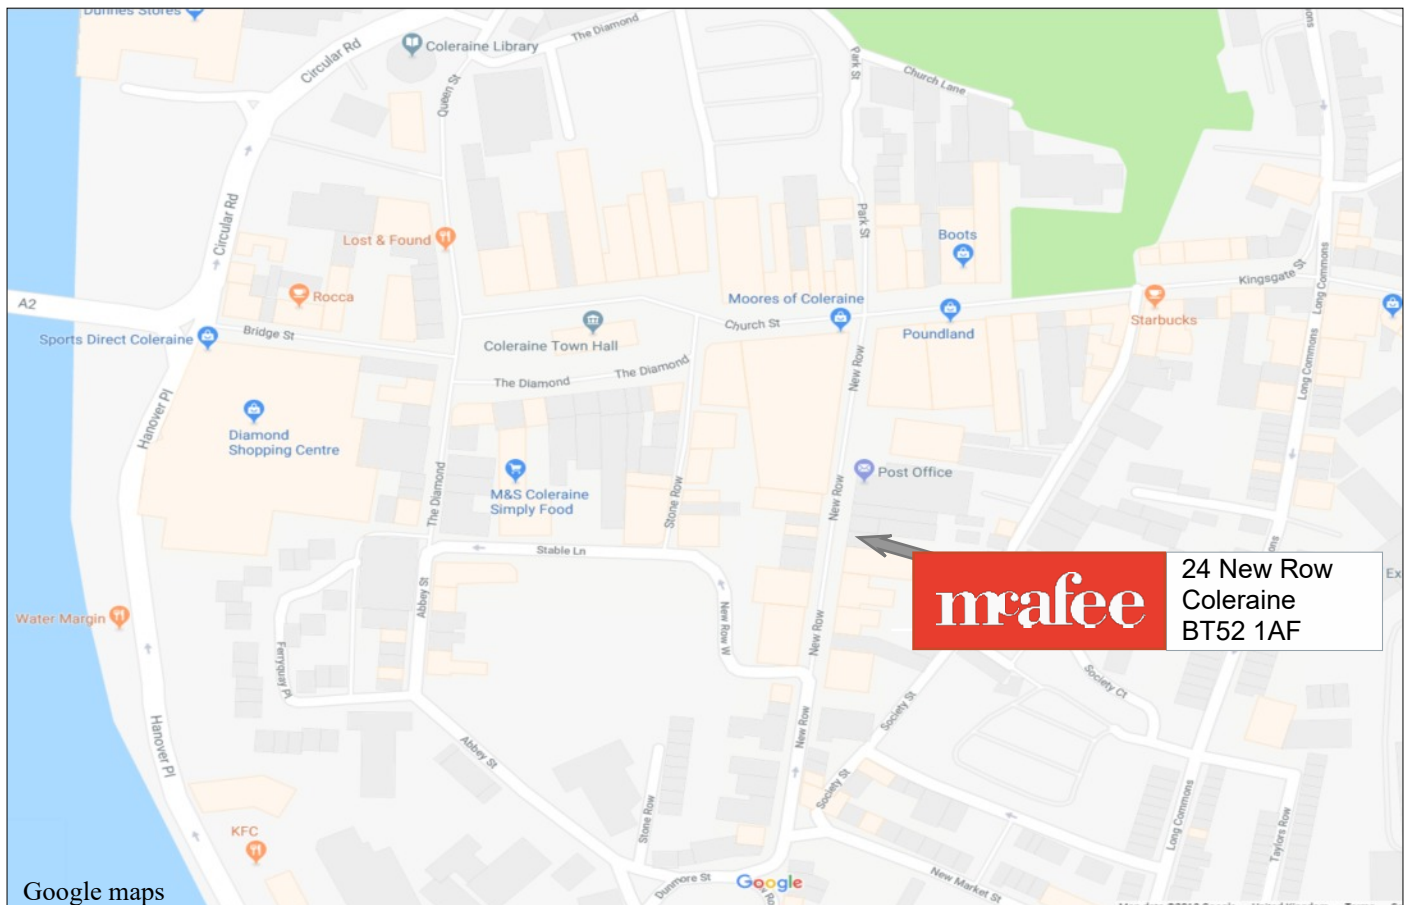 Dunnes Stores
Circular Rd
Coleraine Library
The Diamond
Queen St
Park St
Church Lane
Circular Rd
Lost & Found
Park St
Boots
Kingsgate St
Long Commons
A2
Rocca
Moores of Coleraine
Starbucks
Sports Direct Coleraine
Bridge St
Coleraine Town Hall
Church St
Poundland
The Diamond
The Diamond
New Row
Long Commons
Hanover Pl
Diamond
Shopping Centre
The Diamond
M&S Coleraine
Simply Food
Stone Row
New Row
Post Office
Stable Ln
Abbey St
mcafee
24 New Row
Coleraine
BT52 1AF
Water Margin
Ferryquay Pl
New Row W
New Row
Society Ct
Society St
Hanover Pl
Abbey St
New Row
Society St
Stone Row
Long Commons
Taylors Row
KFC
Dunmore St
Google
New Market St
Google maps